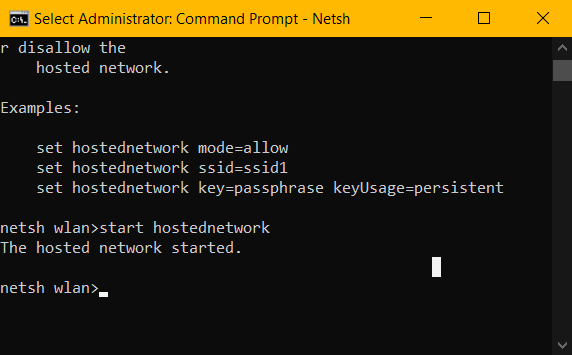 Select Administrator: Command Prompt - Netsh
r disallow the
hosted network.
Examples:
set hostednetwork mode=allow
set hostednetwork ssid=ssid1
set hostednetwork key=passphrase keyUsage=persistent
netsh wlan>start hostednetwork
The hosted network started.
netsh wlan>